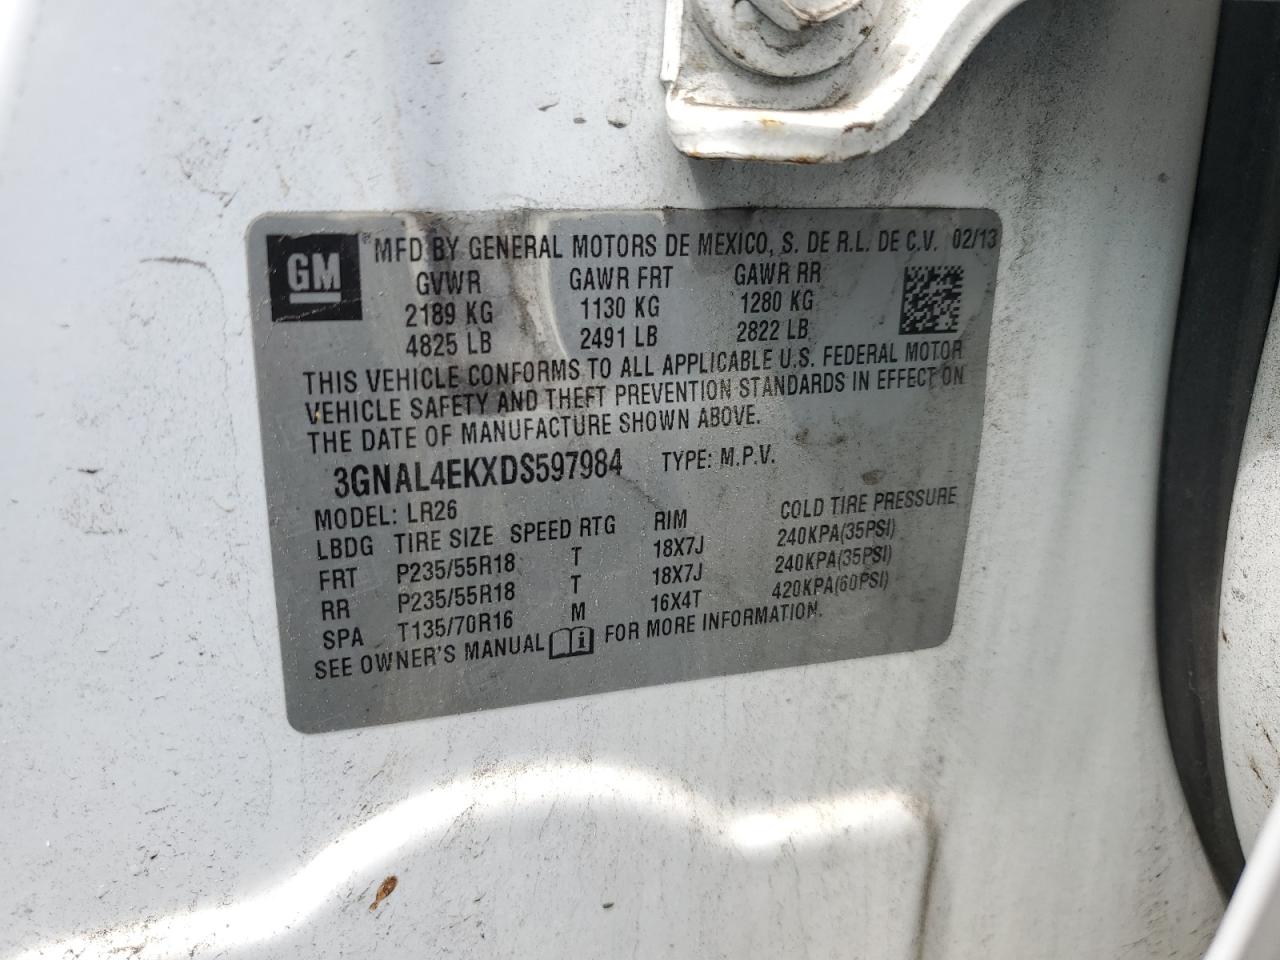 GM
® MFD BY GENERAL MOTORS DE MEXICO, S. DE R.L. DE C.V. 02/13
GVWR GAWR FRT GAWR RR
2189 KG 1130 KG 1280 KG
4825 LB 2491 LB 2822 LB
THIS VEHICLE CONFORMS TO ALL APPLICABLE U.S. FEDERAL MOTOR
VEHICLE SAFETY AND THEFT PREVENTION STANDARDS IN EFFECT ON
THE DATE OF MANUFACTURE SHOWN ABOVE.
3GNAL4EKXDS597984 TYPE: M.P.V.
MODEL: LR26
LBDG TIRE SIZE SPEED RTG RIM COLD TIRE PRESSURE
FRT P235/55R18 T 18X7J 240KPA(35PSI)
RR P235/55R18 T 18X7J 240KPA(35PSI)
SPA T135/70R16 M 16X4T 420KPA(60PSI)
SEE OWNER'S MANUAL i FOR MORE INFORMATION.